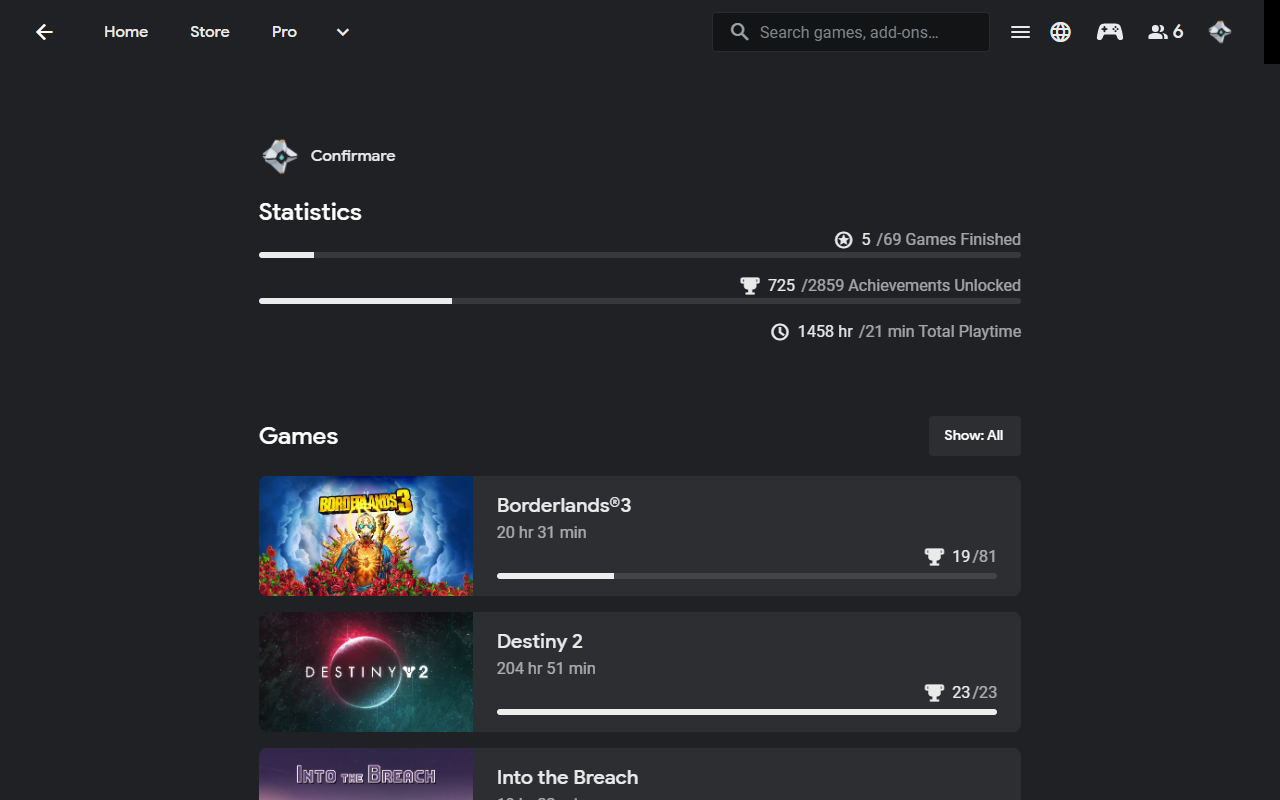 Home Store Pro Search games, add-ons… 6
Confirmare
Statistics
5 /69 Games Finished
725 /2859 Achievements Unlocked
1458 hr /21 min Total Playtime
Games Show: All
BORDERLANDS 3
Borderlands®3
20 hr 31 min
19/81
DESTINY 2
Destiny 2
204 hr 51 min
23/23
INTO THE BREACH
Into the Breach